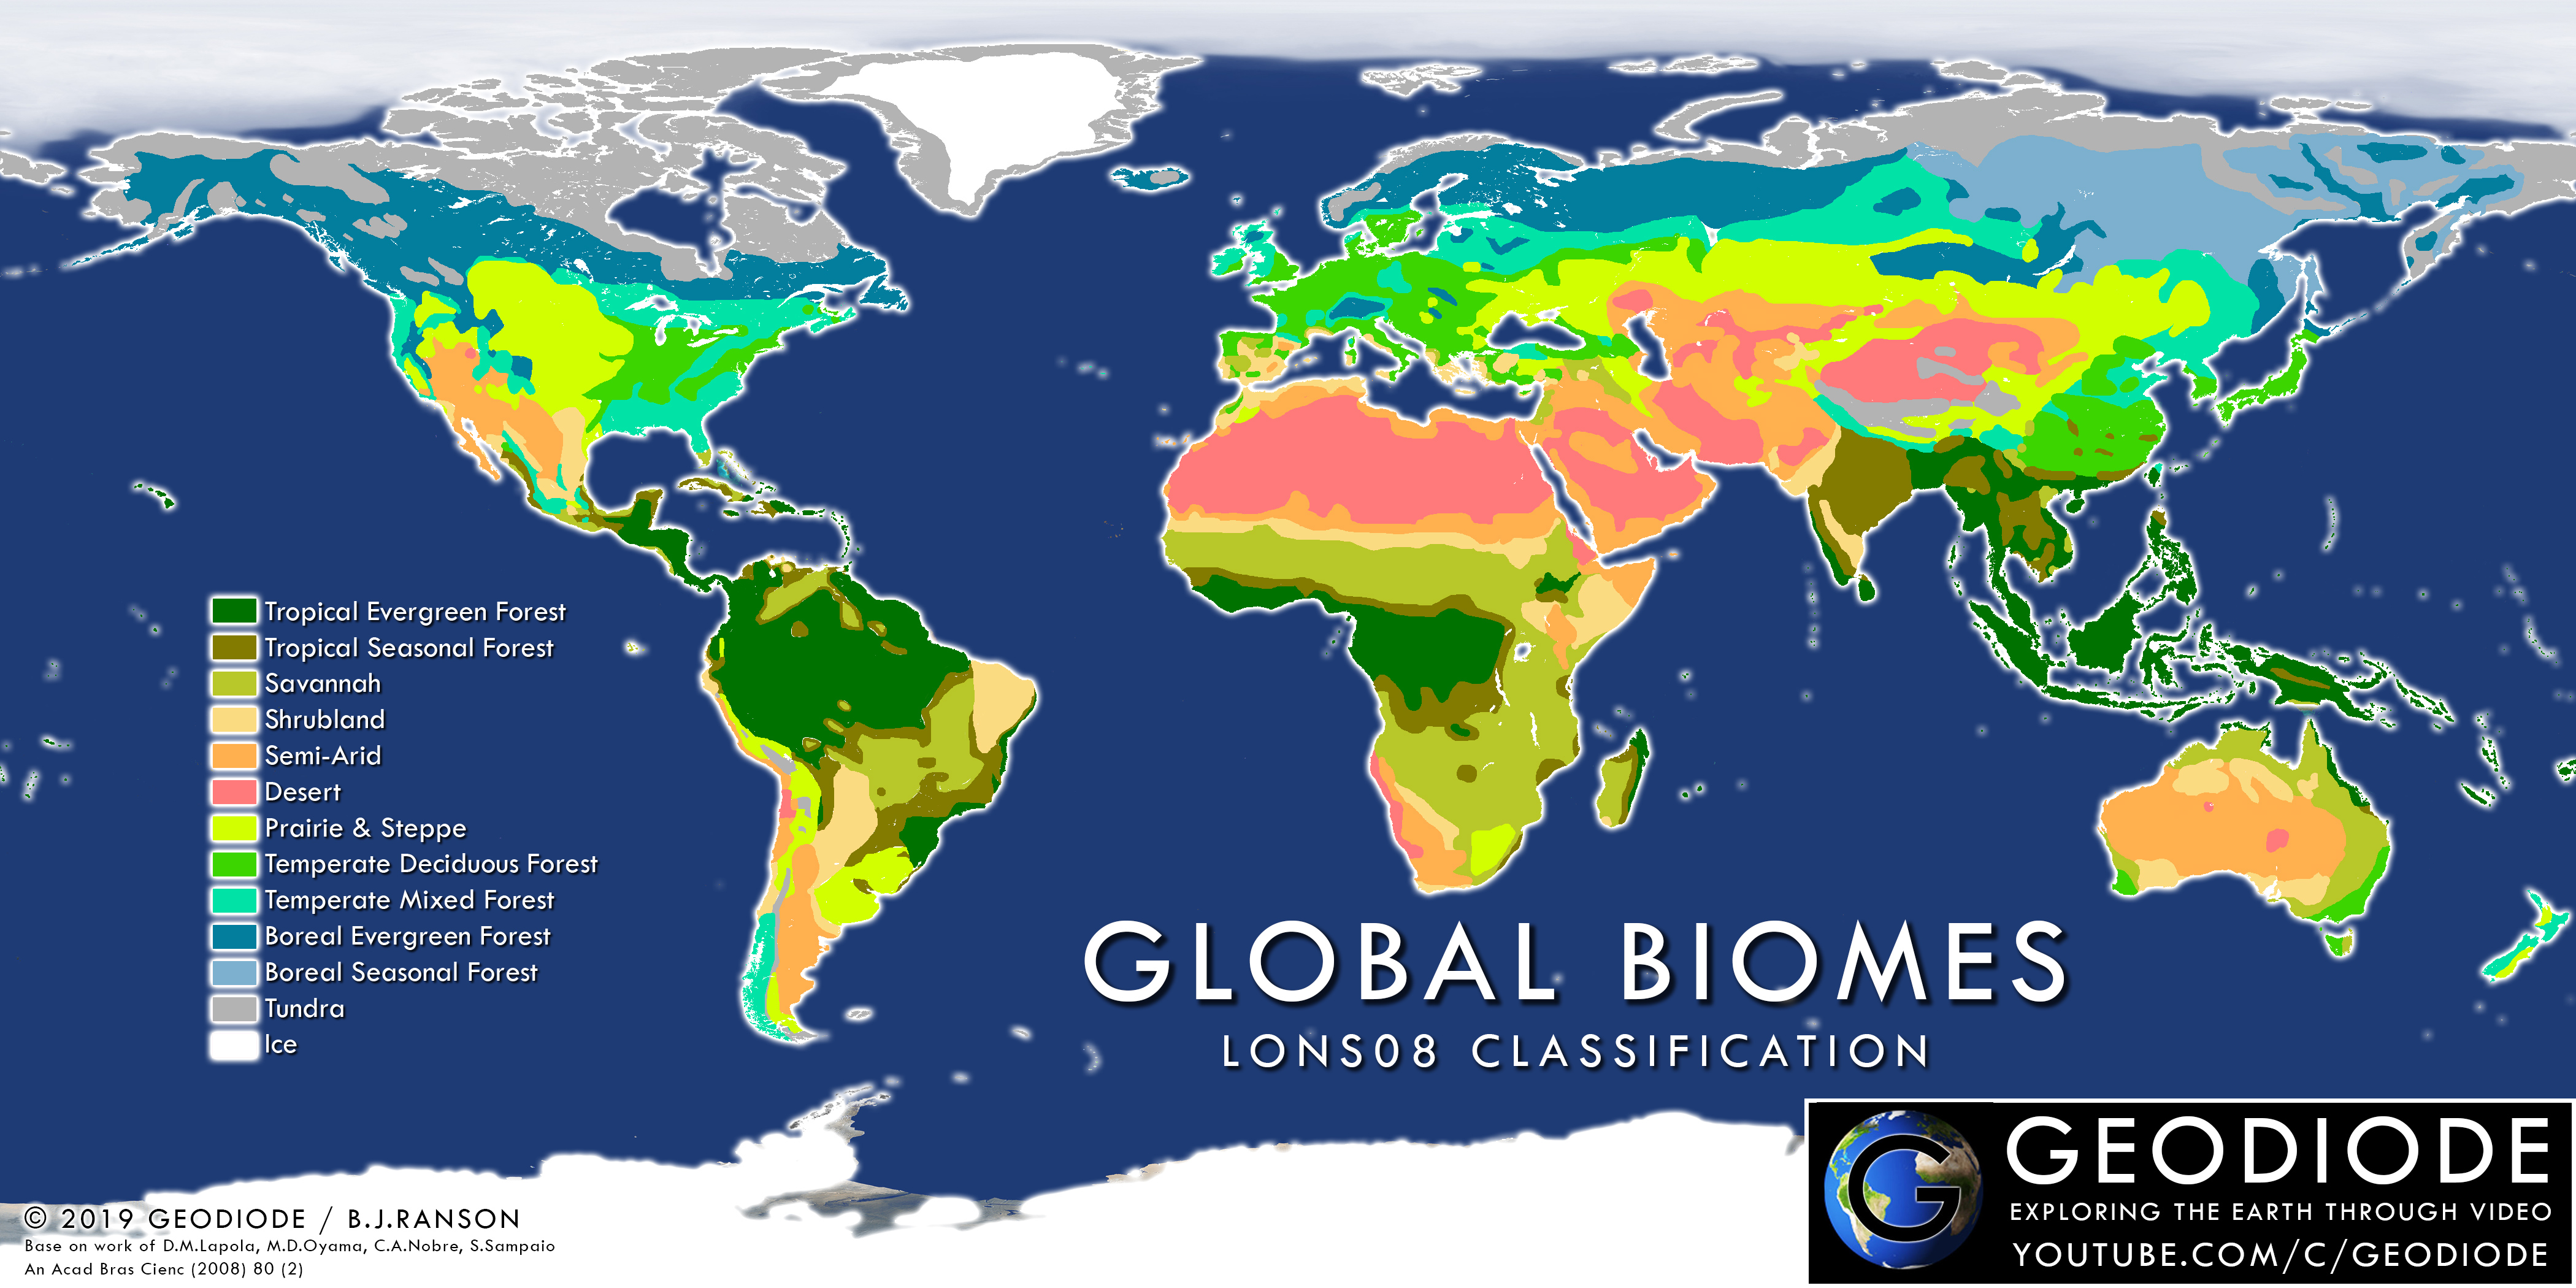 Tropical Evergreen Forest
Tropical Seasonal Forest
Savannah
Shrubland
Semi-Arid
Desert
Prairie & Steppe
Temperate Deciduous Forest
Temperate Mixed Forest
Boreal Evergreen Forest
Boreal Seasonal Forest
Tundra
Ice
GLOBAL BIOMES
LONS08 CLASSIFICATION
© 2019 GEODIODE / B.J.RANSON
Base on work of D.M.Lapola, M.D.Oyama, C.A.Nobre, S.Sampaio
An Acad Bras Cienc (2008) 80 (2)
G
GEODIODE
EXPLORING THE EARTH THROUGH VIDEO
YOUTUBE.COM/C/GEODIODE